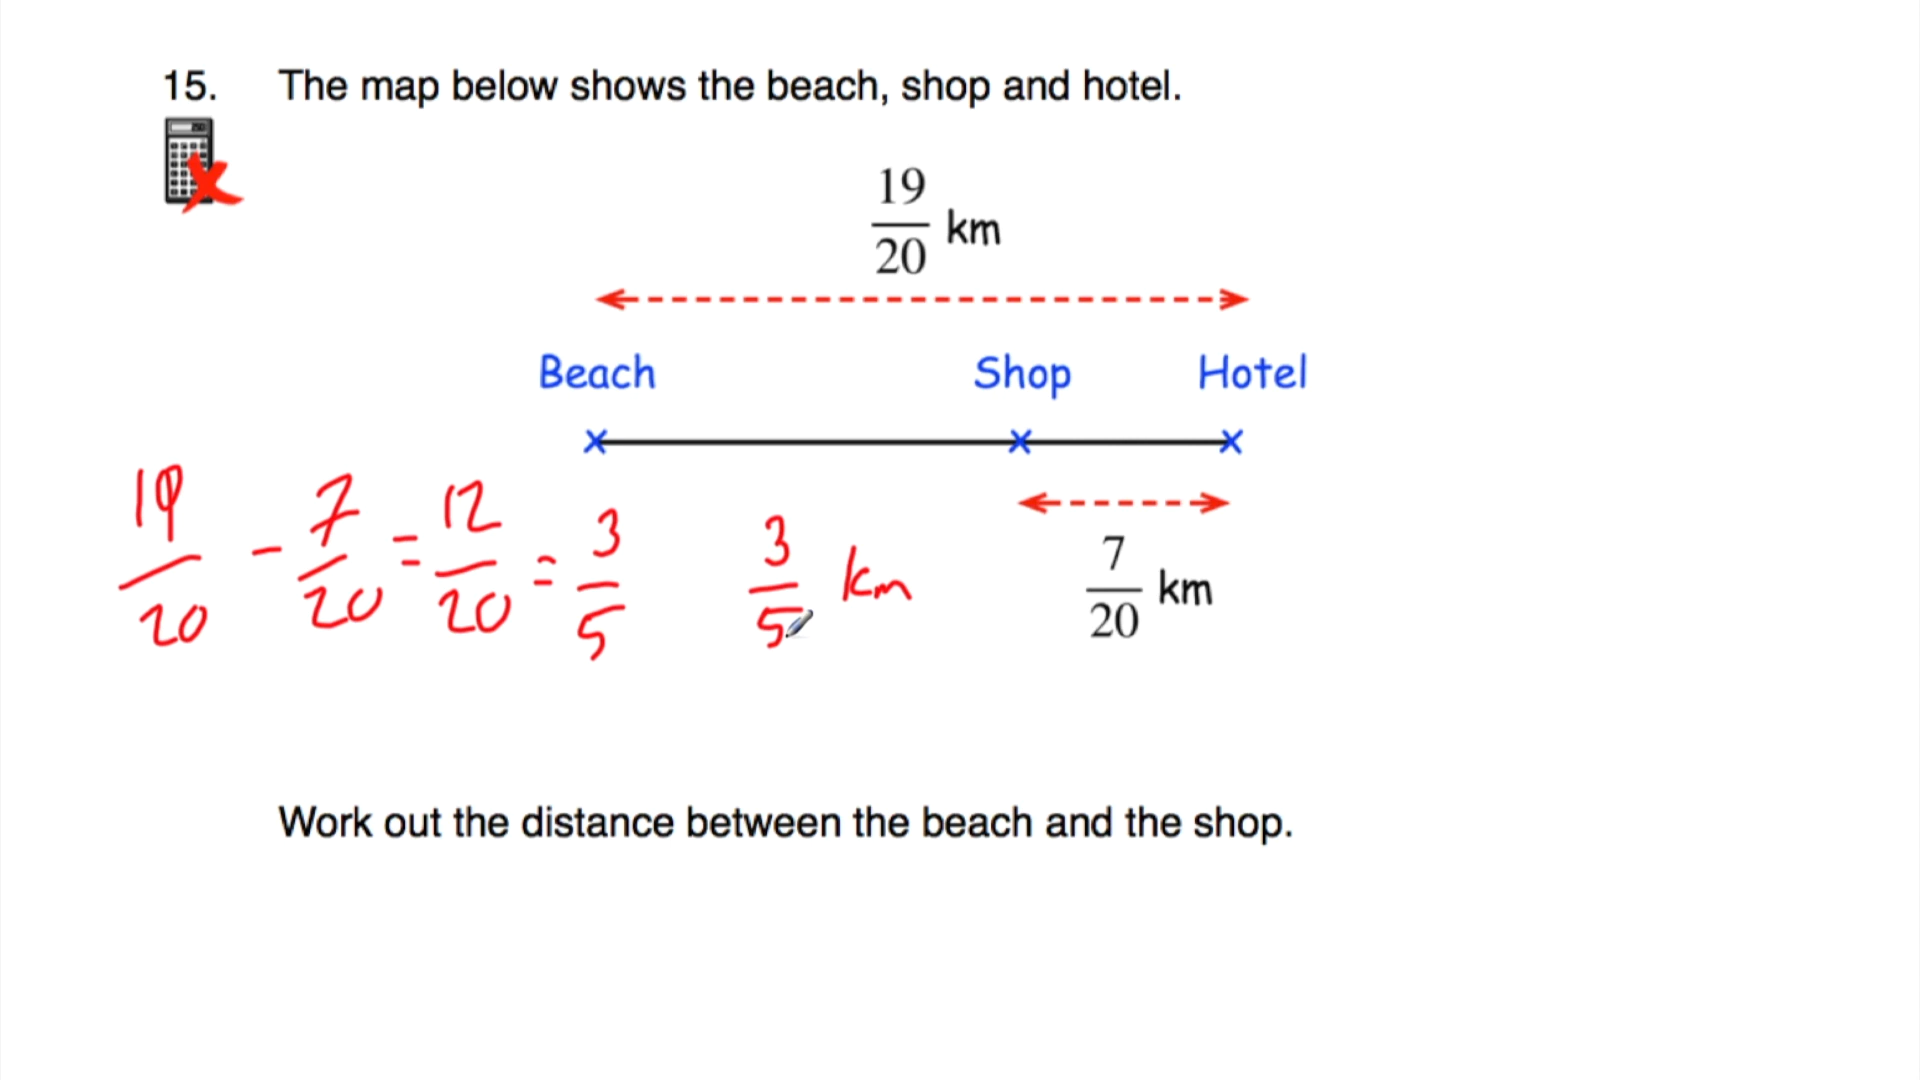 15. The map below shows the beach, shop and hotel.
19/20 km
Beach Shop Hotel
19/20 - 7/20 = 12/20 = 3/5 3/5 km
7/20 km
Work out the distance between the beach and the shop.